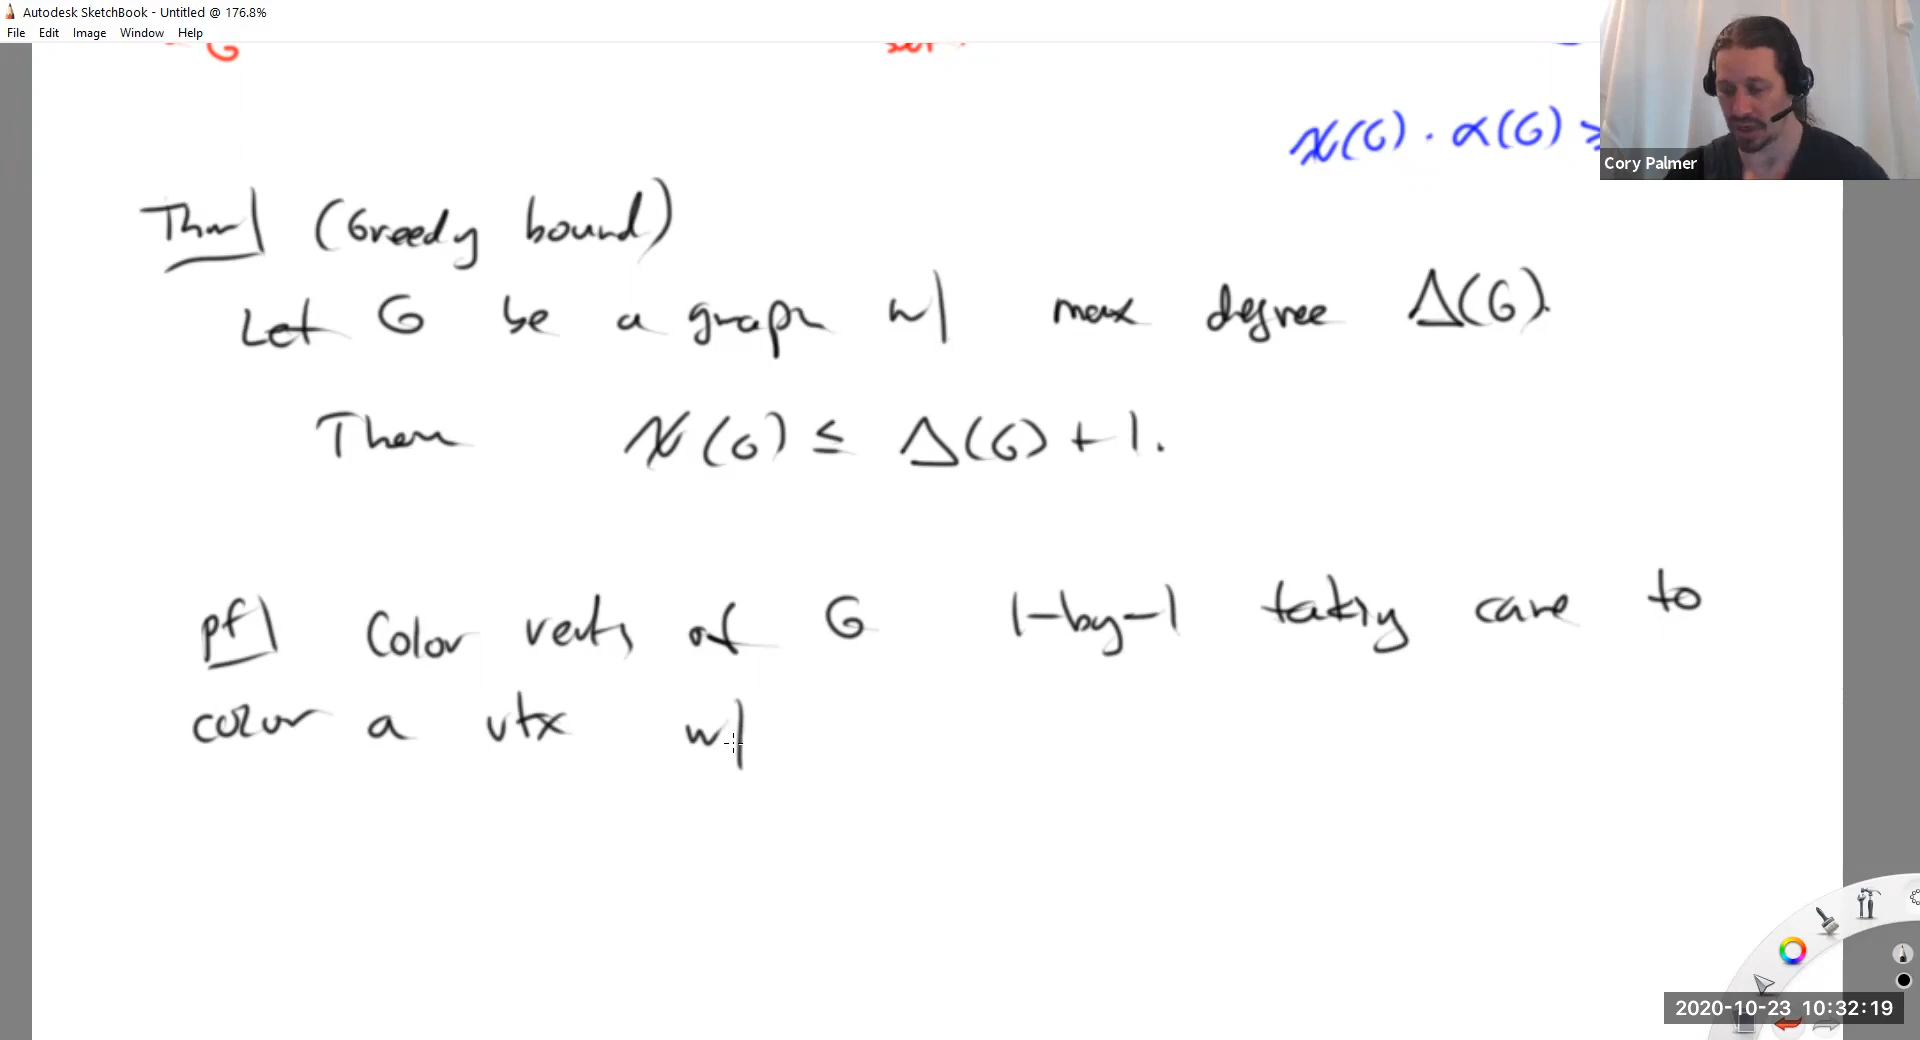 Autodesk SketchBook - Untitled @ 176.8%
File Edit Image Window Help
G
χ(G) · α(G) ≥
Cory Palmer
Thm (Greedy bound)
Let G be a graph w/ max degree Δ(G).
Then χ(G) ≤ Δ(G) + 1.
pf Color verts of G 1-by-1 taking care to
color a vtx w/
2020-10-23 10:32:19